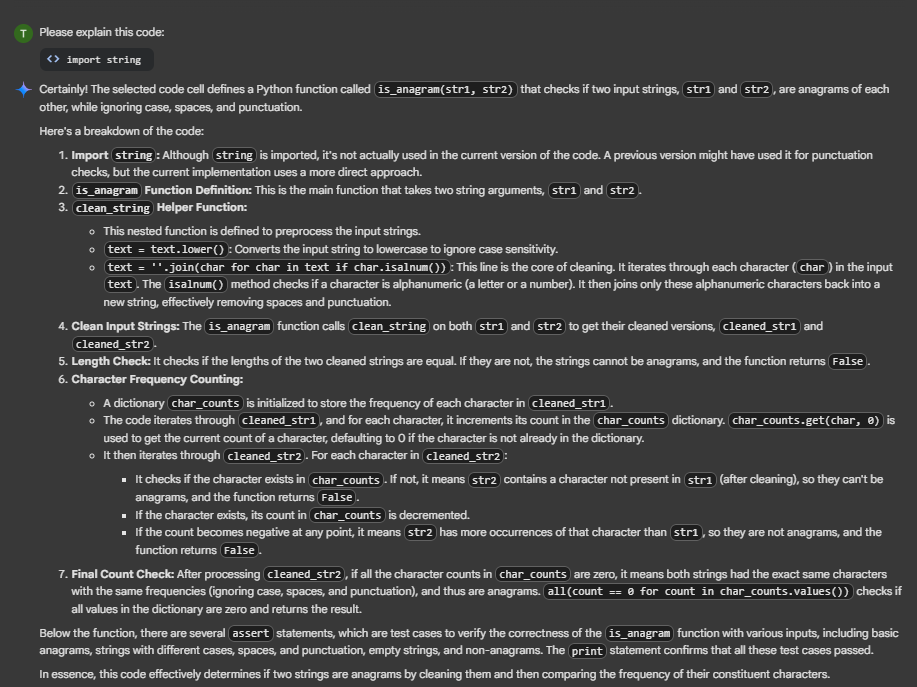 T Please explain this code:
<> import string
Certainly! The selected code cell defines a Python function called is_anagram(str1, str2) that checks if two input strings, str1 and str2, are anagrams of each
other, while ignoring case, spaces, and punctuation.
Here's a breakdown of the code:
1. Import string: Although string is imported, it's not actually used in the current version of the code. A previous version might have used it for punctuation
checks, but the current implementation uses a more direct approach.
2. is_anagram Function Definition: This is the main function that takes two string arguments, str1 and str2.
3. clean_string Helper Function:
○ This nested function is defined to preprocess the input strings.
○ text = text.lower(): Converts the input string to lowercase to ignore case sensitivity.
○ text = ''.join(char for char in text if char.isalnum()): This line is the core of cleaning. It iterates through each character (char) in the input
text. The isalnum() method checks if a character is alphanumeric (a letter or a number). It then joins only these alphanumeric characters back into a
new string, effectively removing spaces and punctuation.
4. Clean Input Strings: The is_anagram function calls clean_string on both str1 and str2 to get their cleaned versions, cleaned_str1 and
cleaned_str2.
5. Length Check: It checks if the lengths of the two cleaned strings are equal. If they are not, the strings cannot be anagrams, and the function returns False.
6. Character Frequency Counting:
○ A dictionary char_counts is initialized to store the frequency of each character in cleaned_str1.
○ The code iterates through cleaned_str1, and for each character, it increments its count in the char_counts dictionary. char_counts.get(char, 0) is
used to get the current count of a character, defaulting to 0 if the character is not already in the dictionary.
○ It then iterates through cleaned_str2. For each character in cleaned_str2:
▪ It checks if the character exists in char_counts. If not, it means str2 contains a character not present in str1 (after cleaning), so they can't be
anagrams, and the function returns False.
▪ If the character exists, its count in char_counts is decremented.
▪ If the count becomes negative at any point, it means str2 has more occurrences of that character than str1, so they are not anagrams, and the
function returns False.
7. Final Count Check: After processing cleaned_str2, if all the character counts in char_counts are zero, it means both strings had the exact same characters
with the same frequencies (ignoring case, spaces, and punctuation), and thus are anagrams. all(count == 0 for count in char_counts.values()) checks if
all values in the dictionary are zero and returns the result.
Below the function, there are several assert statements, which are test cases to verify the correctness of the is_anagram function with various inputs, including basic
anagrams, strings with different cases, spaces, and punctuation, empty strings, and non-anagrams. The print statement confirms that all these test cases passed.
In essence, this code effectively determines if two strings are anagrams by cleaning them and then comparing the frequency of their constituent characters.